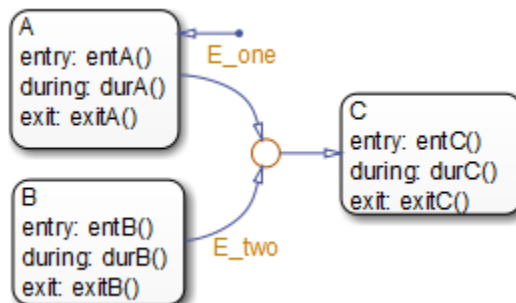 A
entry: entA()
during: durA()
exit: exitA()
E_one
C
entry: entC()
during: durC()
exit: exitC()
B
entry: entB()
during: durB()
exit: exitB()
E_two